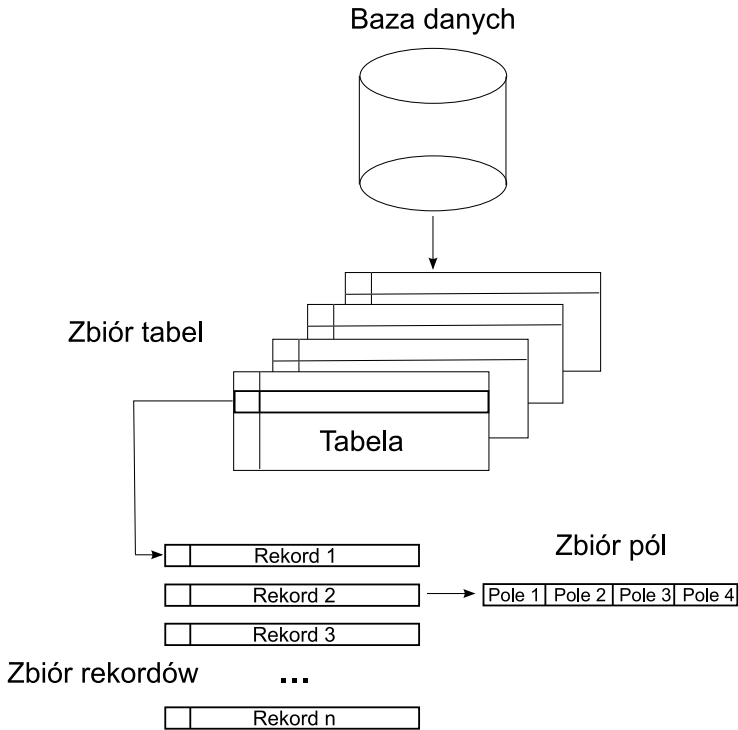 Baza danych
Zbiór tabel
Tabela
Rekord 1
Zbiór pól
Rekord 2
Pole 1 Pole 2 Pole 3 Pole 4
Rekord 3
Zbiór rekordów ...
Rekord n